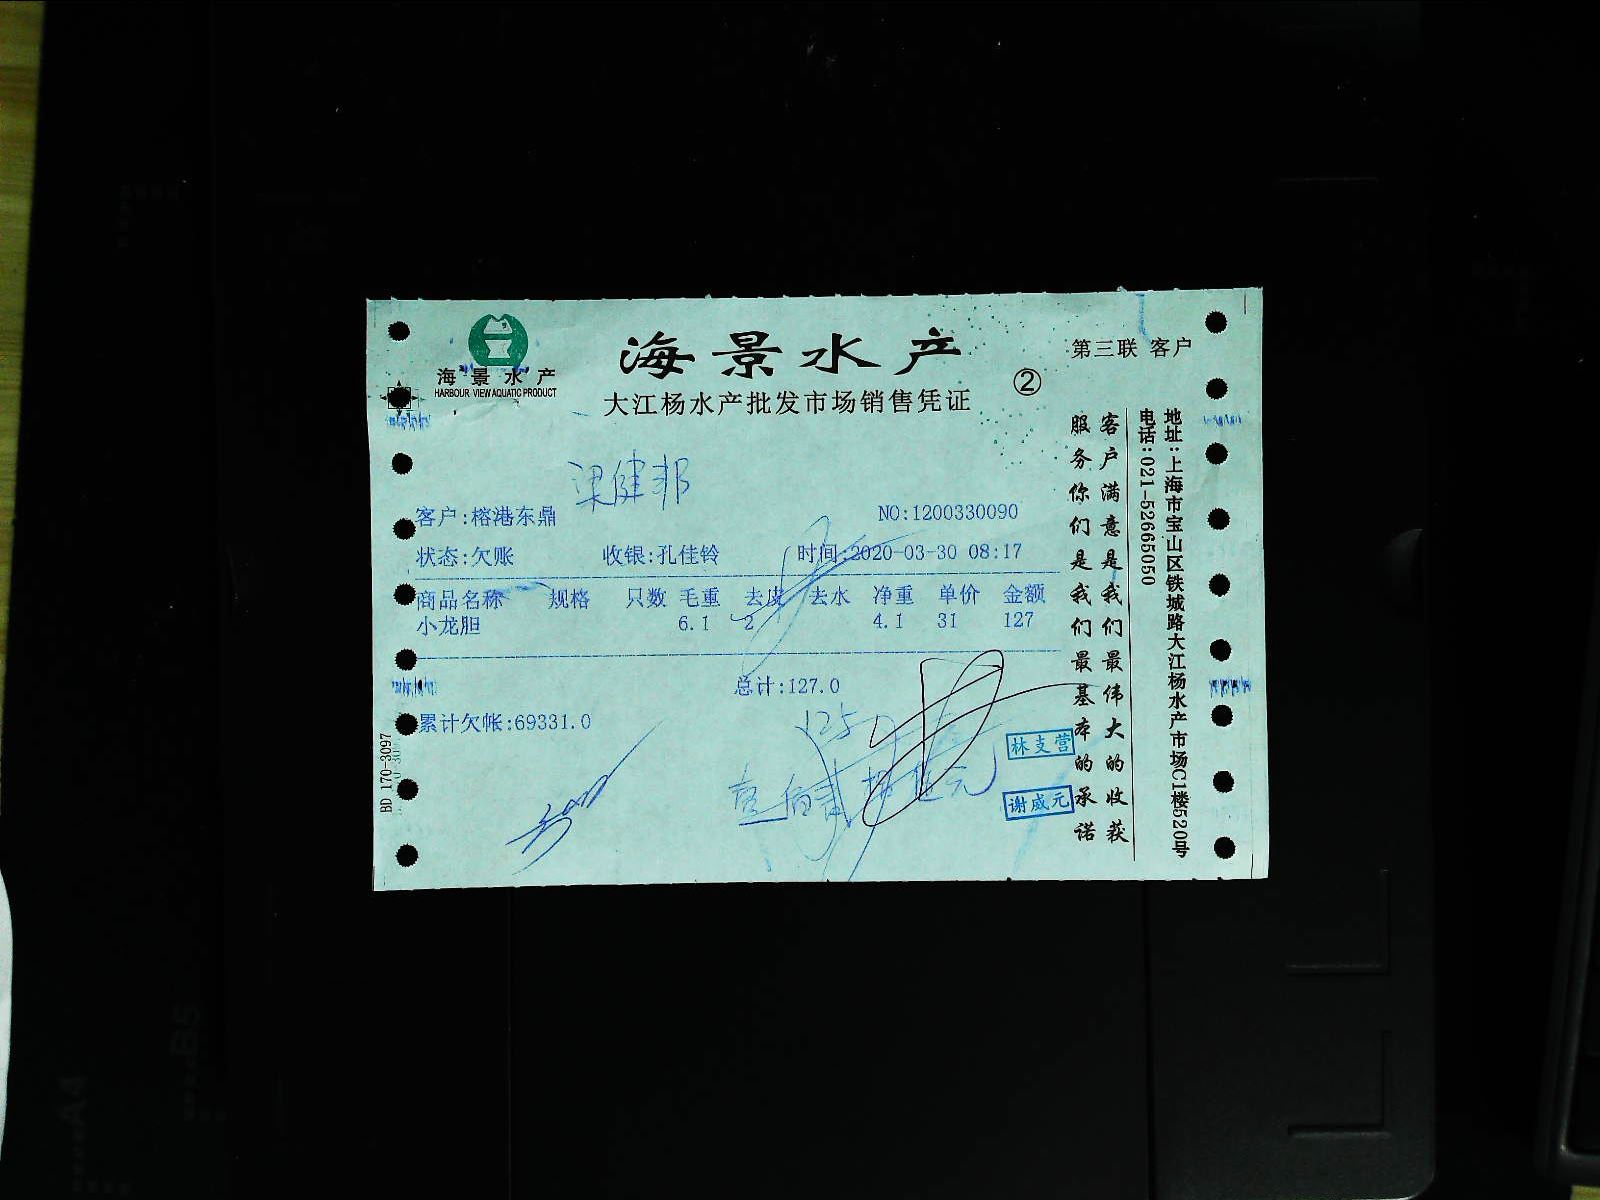 海景水产
HARBOUR VIEW AQUATIC PRODUCT
海景水产
大江杨水产批发市场销售凭证
②
第三联 客户
梁健邦
客户:榕港东鼎
NO:1200330090
状态:欠账 收银:孔佳铃 时间:2020-03-30 08:17
商品名称 规格 只数 毛重 去皮 去水 净重 单价 金额
小龙胆 6.1 2 4.1 31 127
总计:127.0
累计欠帐:69331.0
125
林支营
谢威元
BD 170-3097
客户满意是我们最伟大的收获
服务你们是我们最基本的承诺
地址:上海市宝山区铁城路大江杨水产市场C1楼520号
电话:021-52665050
A4
B5